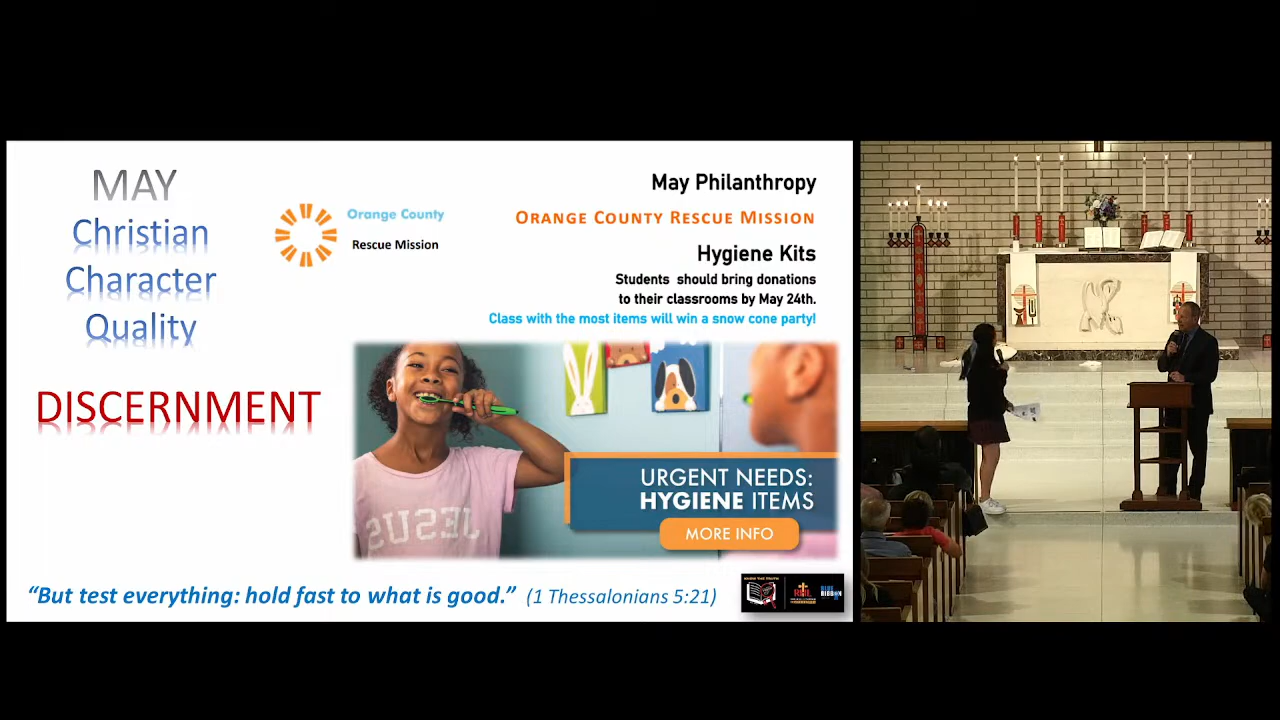 MAY
Christian
Character
Quality
DISCERNMENT
Orange County
Rescue Mission
May Philanthropy
ORANGE COUNTY RESCUE MISSION
Hygiene Kits
Students should bring donations
to their classrooms by May 24th.
Class with the most items will win a snow cone party!
JESUS
URGENT NEEDS:
HYGIENE ITEMS
MORE INFO
“But test everything: hold fast to what is good.” (1 Thessalonians 5:21)